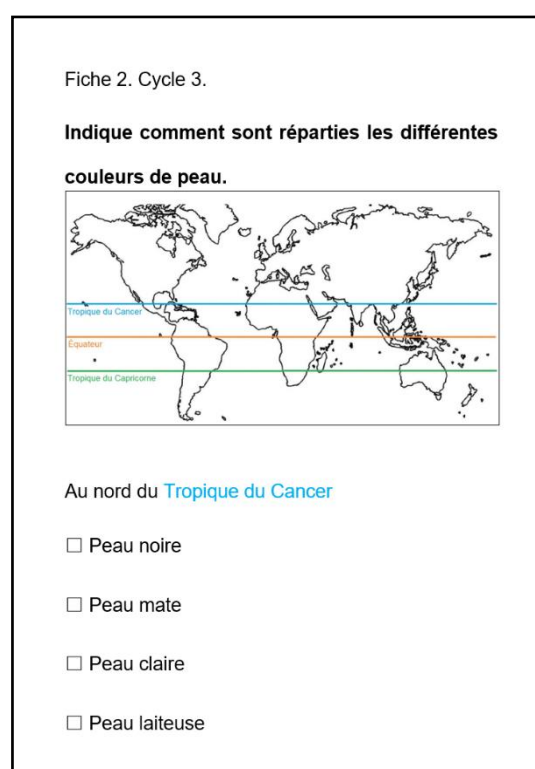 Fiche 2. Cycle 3.
Indique comment sont réparties les différentes
couleurs de peau.
Tropique du Cancer
Équateur
Tropique du Capricorne
Au nord du Tropique du Cancer
☐ Peau noire
☐ Peau mate
☐ Peau claire
☐ Peau laiteuse